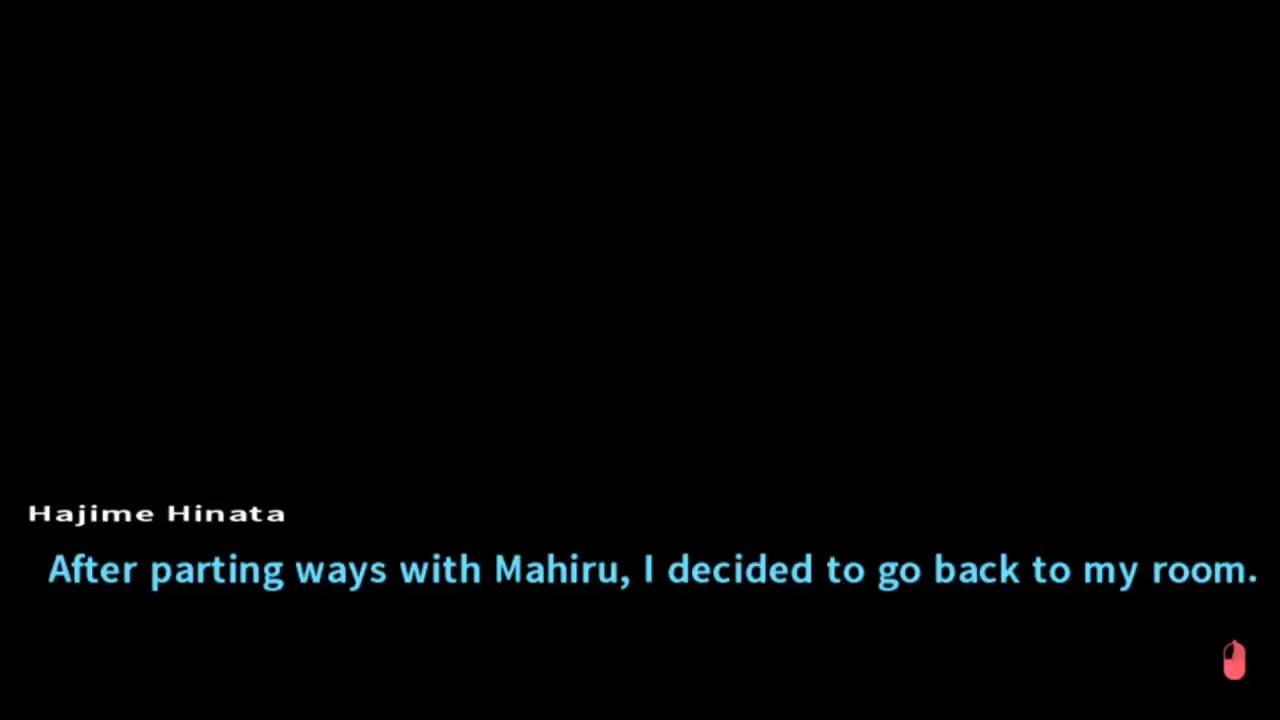 Hajime Hinata
After parting ways with Mahiru, I decided to go back to my room.